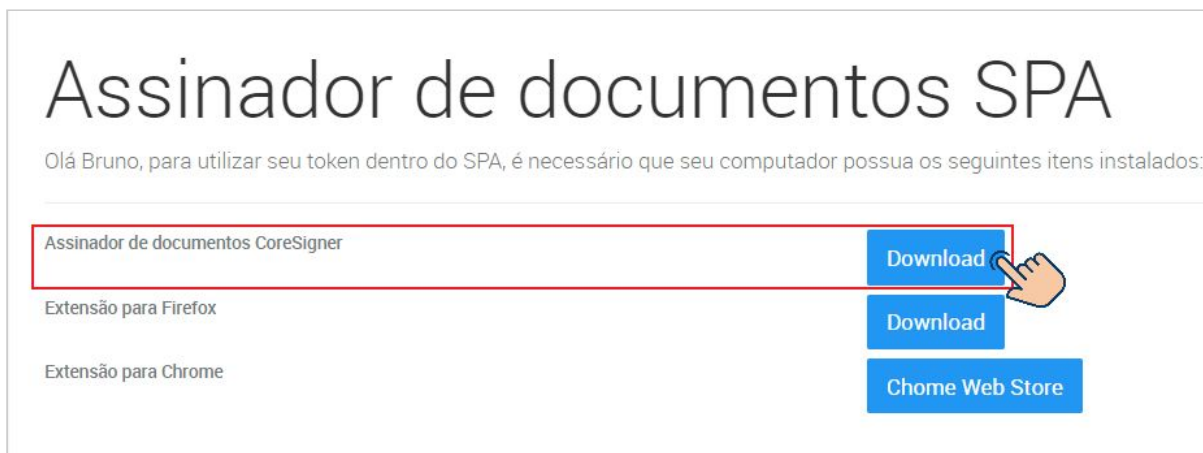 Assinador de documentos SPA
Olá Bruno, para utilizar seu token dentro do SPA, é necessário que seu computador possua os seguintes itens instalados:
Assinador de documentos CoreSigner
Download
Extensão para Firefox
Download
Extensão para Chrome
Chome Web Store